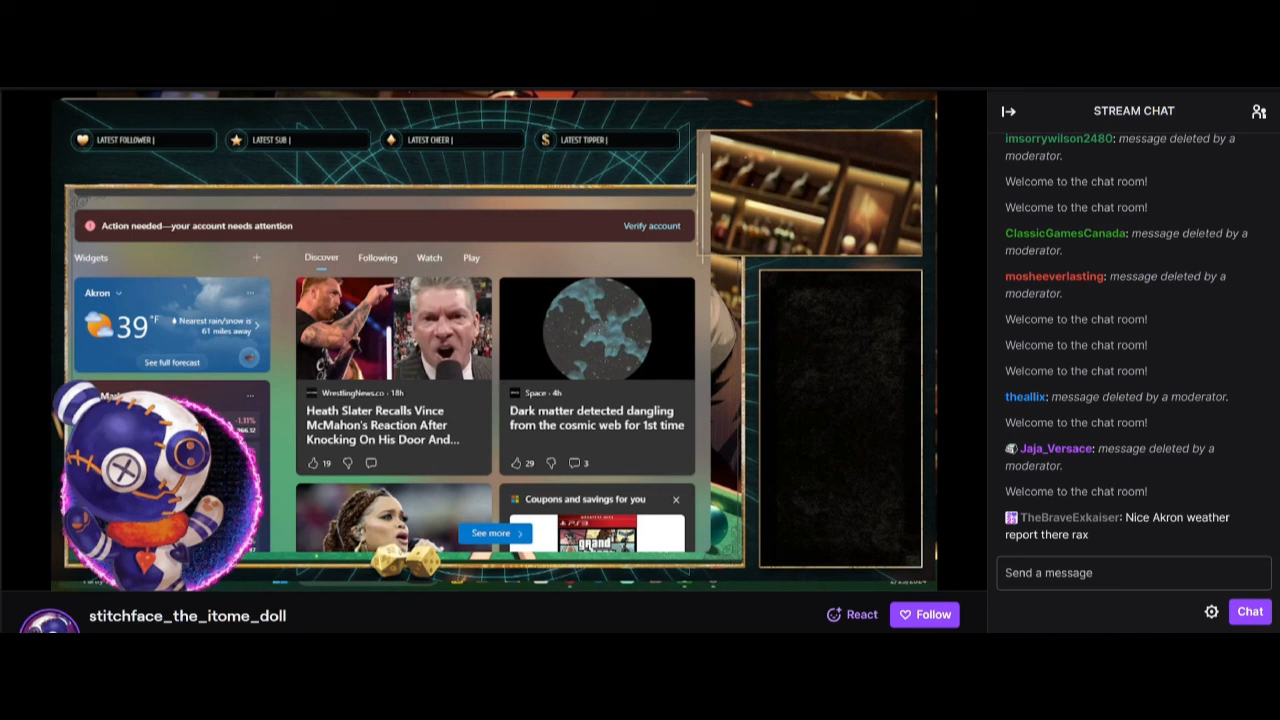 LATEST FOLLOWER |
LATEST SUB |
LATEST CHEER |
LATEST TIPPER |
Action needed—your account needs attention
Verify account
Widgets
Discover
Following
Watch
Play
Akron
39 °F
Nearest rain/snow is
61 miles away
See full forecast
-1.11%
WrestlingNews.co · 18h
Heath Slater Recalls Vince
McMahon's Reaction After
Knocking On His Door And...
19
Space · 4h
Dark matter detected dangling
from the cosmic web for 1st time
29
3
Coupons and savings for you
PS3
grand
See more
stitchface_the_itome_doll
React
Follow
STREAM CHAT
imsorrywilson2480: message deleted by a
moderator.
Welcome to the chat room!
Welcome to the chat room!
ClassicGamesCanada: message deleted by a
moderator.
mosheeverlasting: message deleted by a
moderator.
Welcome to the chat room!
Welcome to the chat room!
Welcome to the chat room!
theallix: message deleted by a moderator.
Welcome to the chat room!
Jaja_Versace: message deleted by a
moderator.
Welcome to the chat room!
TheBraveExkaiser: Nice Akron weather
report there rax
Send a message
Chat